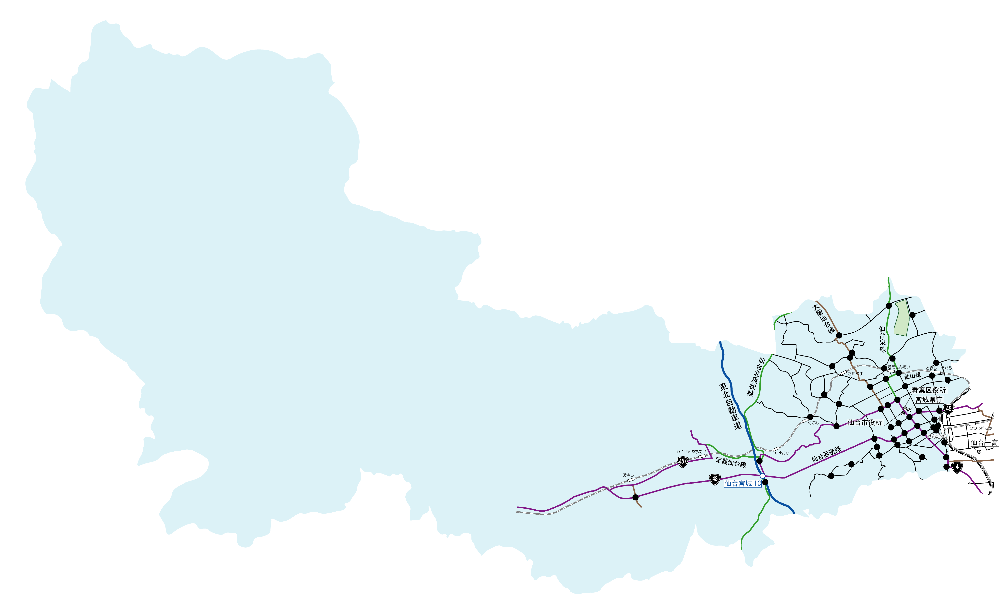 大衡仙台線
仙台泉線
仙台北環状線
きたせんだい
とうしょうぐう
きたやま
仙山線
東北自動車道
青葉区役所
宮城県庁
45
仙台市役所
くにみ
つつじがおか
せんだい
仙台一高
りくぜんおちあい
くずおか
仙台西道路
457
定義仙台線
4
あやし
48
仙台宮城IC